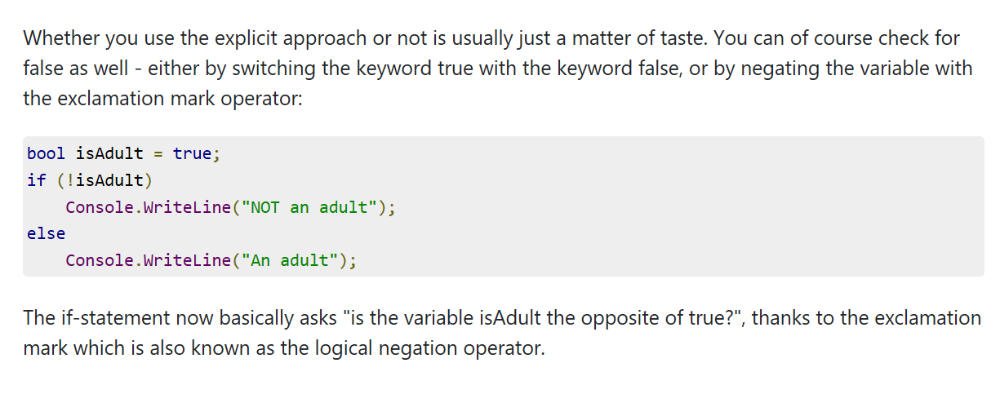 Whether you use the explicit approach or not is usually just a matter of taste. You can of course check for
false as well - either by switching the keyword true with the keyword false, or by negating the variable with
the exclamation mark operator:
bool isAdult = true;
if (!isAdult)
    Console.WriteLine("NOT an adult");
else
    Console.WriteLine("An adult");
The if-statement now basically asks "is the variable isAdult the opposite of true?", thanks to the exclamation
mark which is also known as the logical negation operator.